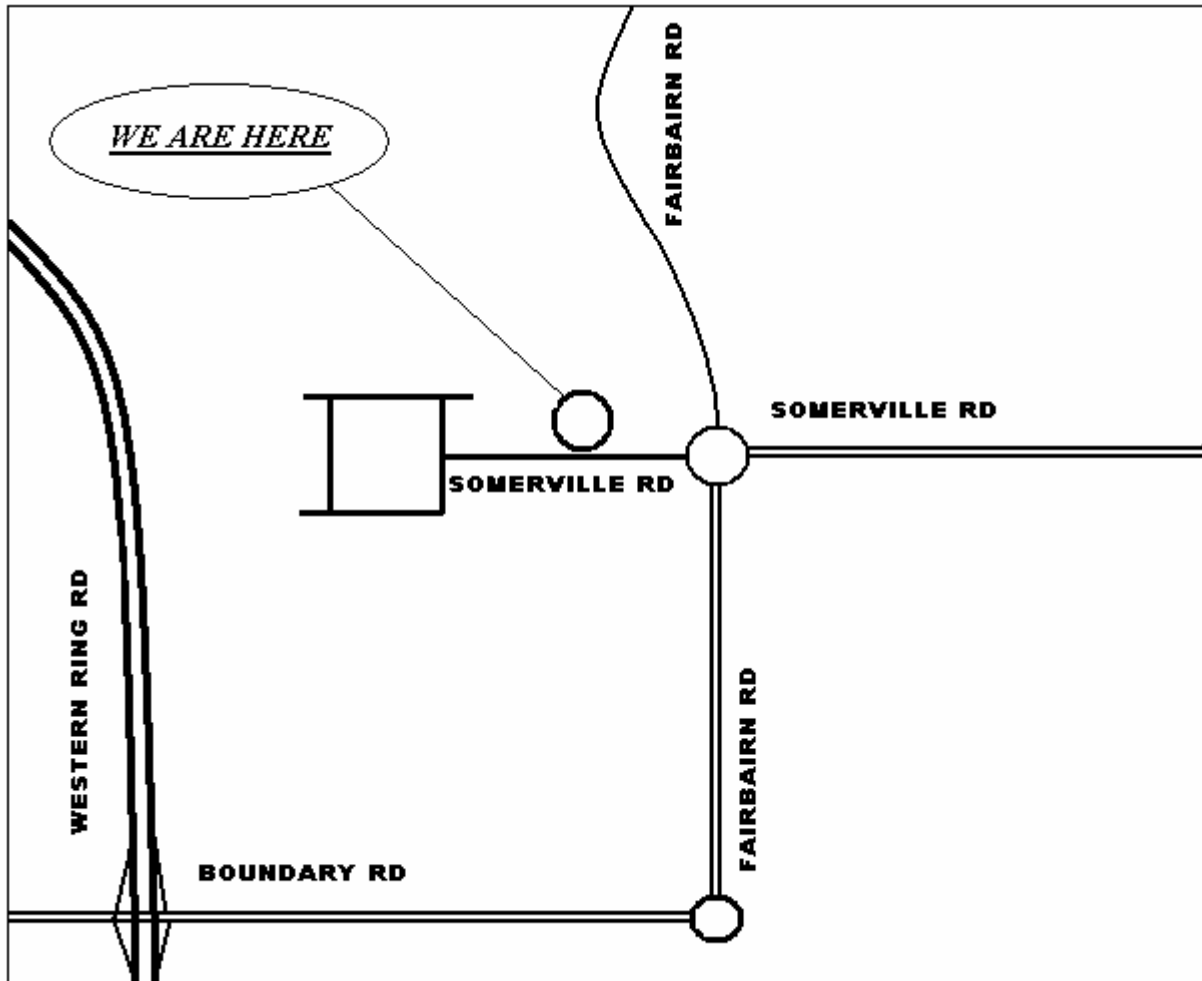 FAIRBAIRN RD
WE ARE HERE
SOMERVILLE RD
SOMERVILLE RD
WESTERN RING RD
FAIRBAIRN RD
BOUNDARY RD